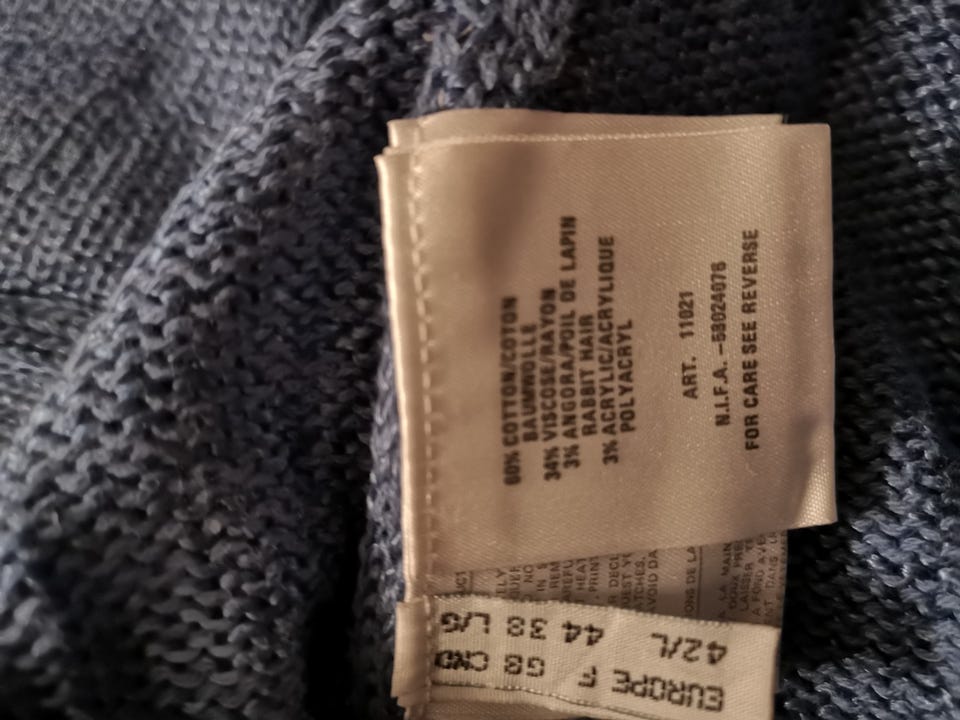 60% COTTON/COTON
BAUMWOLLE
34% VISCOSE/RAYON
3% ANGORA/POIL DE LAPIN
RABBIT HAIR
3% ACRYLIC/ACRYLIQUE
POLYACRYL
ART. 11021
N.I.F.A. -58024076
FOR CARE SEE REVERSE
EUROPE F GB CND
42/L 44 38 L/G